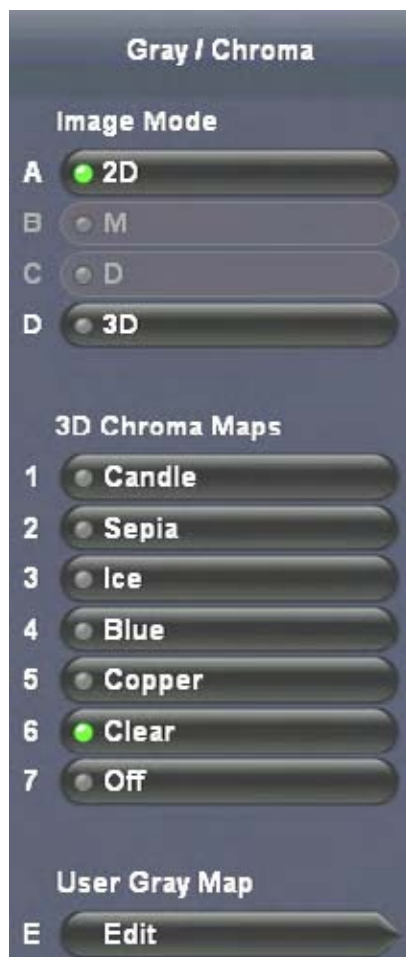 Gray / Chroma
Image Mode
A 2D
B M
C D
D 3D
3D Chroma Maps
1 Candle
2 Sepia
3 Ice
4 Blue
5 Copper
6 Clear
7 Off
User Gray Map
E Edit